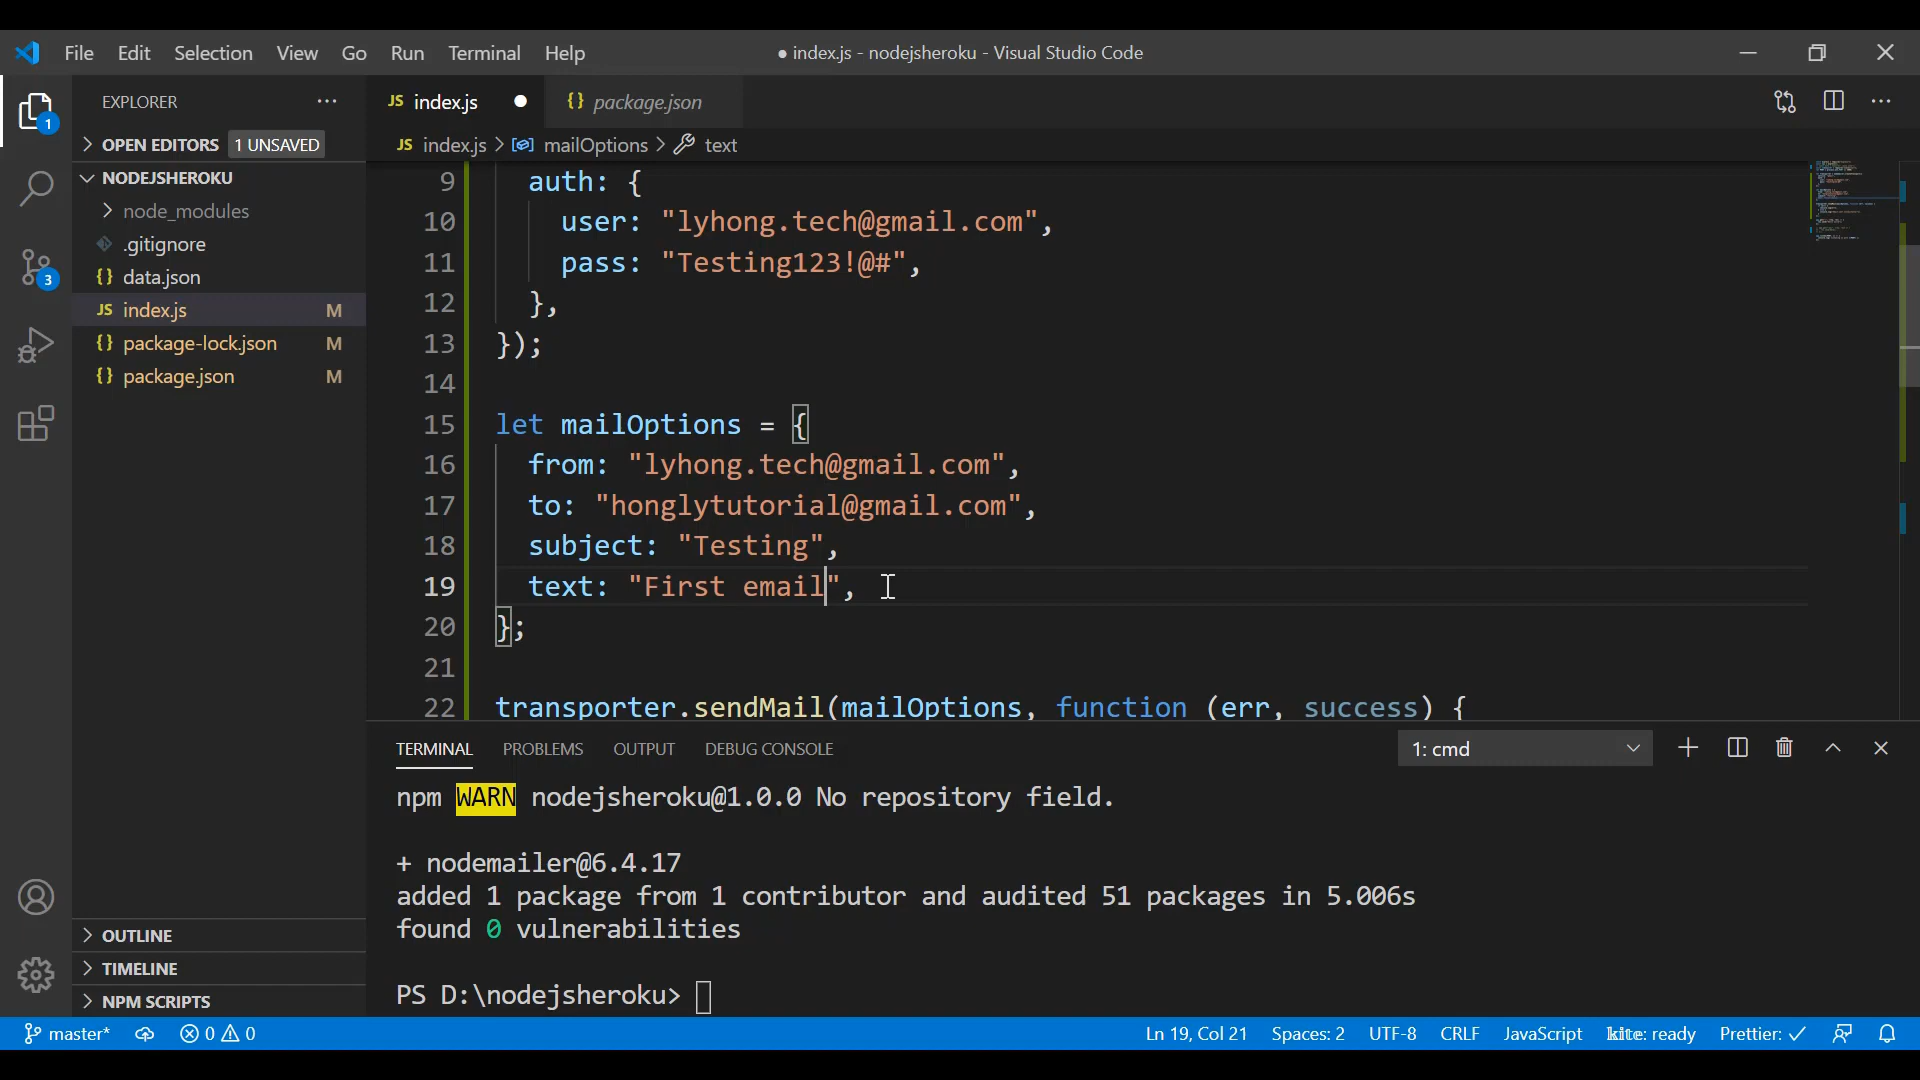 File Edit Selection View Go Run Terminal Help
● index.js - nodejsheroku - Visual Studio Code
EXPLORER
OPEN EDITORS 1 UNSAVED
NODEJSHEROKU
node_modules
.gitignore
{} data.json
JS index.js M
{} package-lock.json M
{} package.json M
OUTLINE
TIMELINE
NPM SCRIPTS
1
3
JS index.js ●
{} package.json
JS index.js > mailOptions > text
9 auth: {
10 user: "lyhong.tech@gmail.com",
11 pass: "Testing123!@#",
12 },
13 });
14
15 let mailOptions = {
16 from: "lyhong.tech@gmail.com",
17 to: "honglytutorial@gmail.com",
18 subject: "Testing",
19 text: "First email",
20 };
21
22 transporter.sendMail(mailOptions, function (err, success) {
TERMINAL PROBLEMS OUTPUT DEBUG CONSOLE
1: cmd
npm WARN nodejsheroku@1.0.0 No repository field.
+ nodemailer@6.4.17
added 1 package from 1 contributor and audited 51 packages in 5.006s
found 0 vulnerabilities
PS D:\nodejsheroku>
master* 0 0
Ln 19, Col 21 Spaces: 2 UTF-8 CRLF JavaScript kite: ready Prettier: ✓